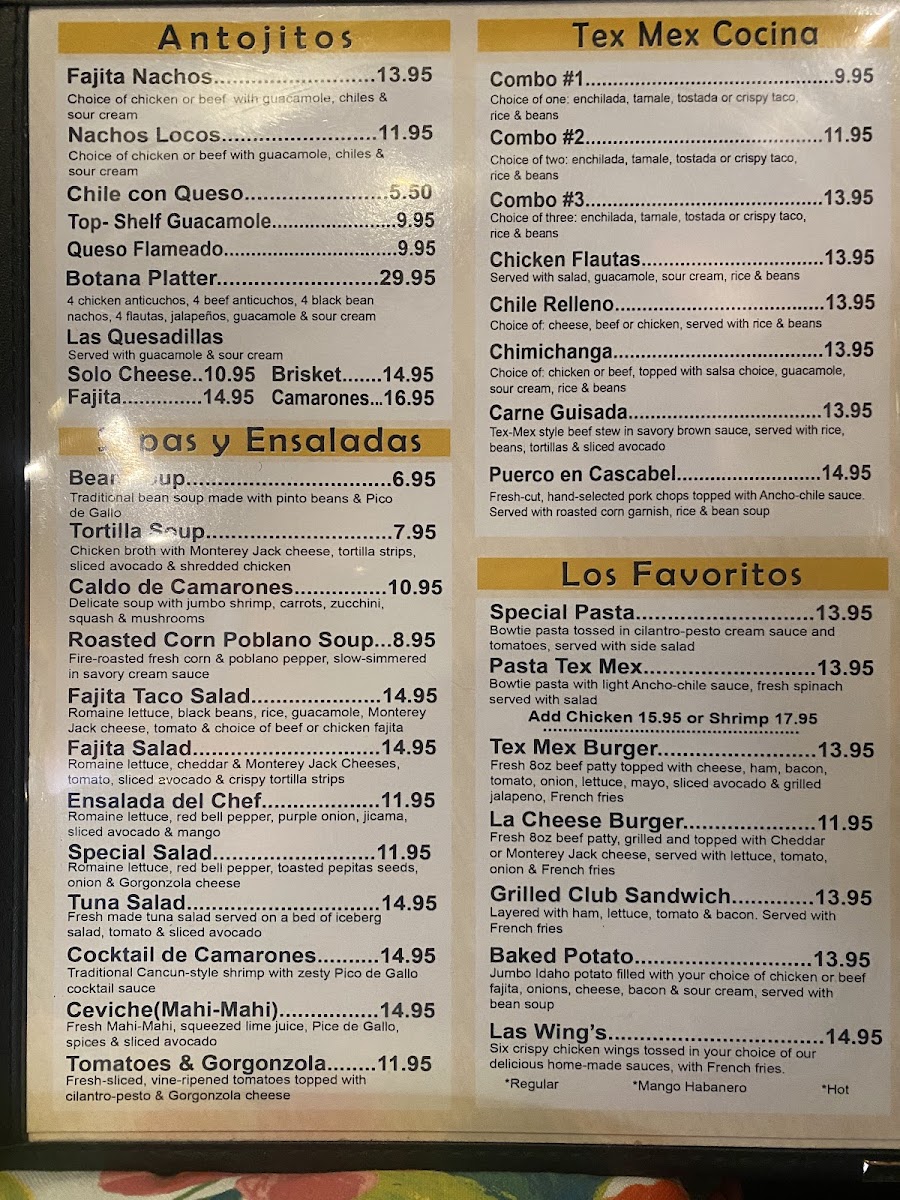 Antojitos
Fajita Nachos..........................13.95
Choice of chicken or beef with guacamole, chiles &
sour cream
Nachos Locos.........................11.95
Choice of chicken or beef with guacamole, chiles &
sour cream
Chile con Queso.......................5.50
Top- Shelf Guacamole....................9.95
Queso Flameado............................9.95
Botana Platter..........................29.95
4 chicken anticuchos, 4 beef anticuchos, 4 black bean
nachos, 4 flautas, jalapeños, guacamole & sour cream
Las Quesadillas
Served with guacamole & sour cream
Solo Cheese..10.95 Brisket.......14.95
Fajita.............14.95 Camarones...16.95
y Ensaladas
6.95
Traditional bean soup made with pinto beans & Pico
de Gallo
Tortilla Soup..............................7.95
Chicken broth with Monterey Jack cheese, tortilla strips,
sliced avocado & shredded chicken
Caldo de Camarones...............10.95
Delicate soup with jumbo shrimp, carrots, zucchini,
squash & mushrooms
Roasted Corn Poblano Soup...8.95
Fire-roasted fresh corn & poblano pepper, slow-simmered
in savory cream sauce
Fajita Taco Salad.....................14.95
Romaine lettuce, black beans, rice, guacamole, Monterey
Jack cheese, tomato & choice of beef or chicken fajita
Fajita Salad..............................14.95
Romaine lettuce, cheddar & Monterey Jack Cheeses,
tomato, sliced avocado & crispy tortilla strips
Ensalada del Chef...................11.95
Romaine lettuce, red bell pepper, purple onion, jicama,
sliced avocado & mango
Special Salad..........................11.95
Romaine lettuce, red bell pepper, toasted pepitas seeds,
onion & Gorgonzola cheese
Tuna Salad...............................14.95
Fresh made tuna salad served on a bed of iceberg
salad, tomato & sliced avocado
Cocktail de Camarones..........14.95
Traditional Cancun-style shrimp with zesty Pico de Gallo
cocktail sauce
Ceviche(Mahi-Mahi)................14.95
Fresh Mahi-Mahi, squeezed lime juice, Pice de Gallo,
spices & sliced avocado
Tomatoes & Gorgonzola........11.95
Fresh-sliced, vine-ripened tomatoes topped with
cilantro-pesto & Gorgonzola cheese
Tex Mex Cocina
Combo #1........................................9.95
Choice of one: enchilada, tamale, tostada or crispy taco,
rice & beans
Combo #2......................................11.95
Choice of two: enchilada, tamale, tostada or crispy taco,
rice & beans
Combo #3......................................13.95
Choice of three: enchilada, tamale, tostada or crispy taco,
rice & beans
Chicken Flautas.............................13.95
Served with salad, guacamole, sour cream, rice & beans
Chile Relleno..................................13.95
Choice of: cheese, beef or chicken, served with rice & beans
Chimichanga..................................13.95
Choice of: chicken or beef, topped with salsa choice, guacamole,
sour cream, rice & beans
Carne Guisada...............................13.95
Tex-Mex style beef stew in savory brown sauce, served with rice,
beans, tortillas & sliced avocado
Puerco en Cascabel.......................14.95
Fresh-cut, hand-selected pork chops topped with Ancho-chile sauce.
Served with roasted corn garnish, rice & bean soup
Los Favoritos
Special Pasta.............................13.95
Bowtie pasta tossed in cilantro-pesto cream sauce and
tomatoes, served with side salad
Pasta Tex Mex............................13.95
Bowtie pasta with light Ancho-chile sauce, fresh spinach
served with salad
Add Chicken 15.95 or Shrimp 17.95
Tex Mex Burger.........................13.95
Fresh 8oz beef patty topped with cheese, ham, bacon,
tomato, onion, lettuce, mayo, sliced avocado & grilled
jalapeno, French fries
La Cheese Burger.....................11.95
Fresh 8oz beef patty, grilled and topped with Cheddar
or Monterey Jack cheese, served with lettuce, tomato,
onion & French fries
Grilled Club Sandwich.............13.95
Layered with ham, lettuce, tomato & bacon. Served with
French fries
Baked Potato............................13.95
Jumbo Idaho potato filled with your choice of chicken or beef
fajita, onions, cheese, bacon & sour cream, served with
bean soup
Las Wing's..................................14.95
Six crispy chicken wings tossed in your choice of our
delicious home-made sauces, with French fries.
*Regular *Mango Habanero *Hot